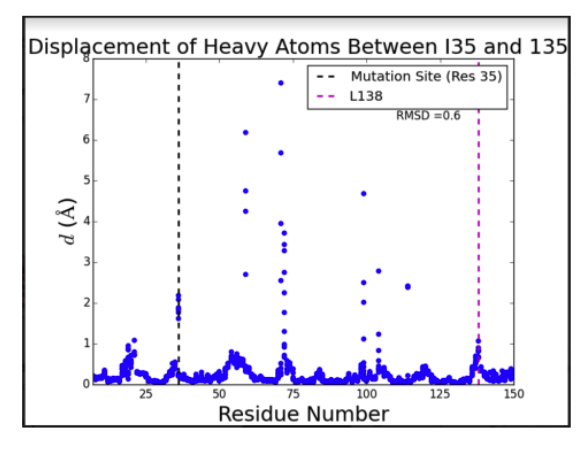 Displacement of Heavy Atoms Between I35 and 135
8
7
6
5
4
3
2
1
0
d (Å)
Mutation Site (Res 35)
L138
RMSD =0.6
25
50
75
100
125
150
Residue Number